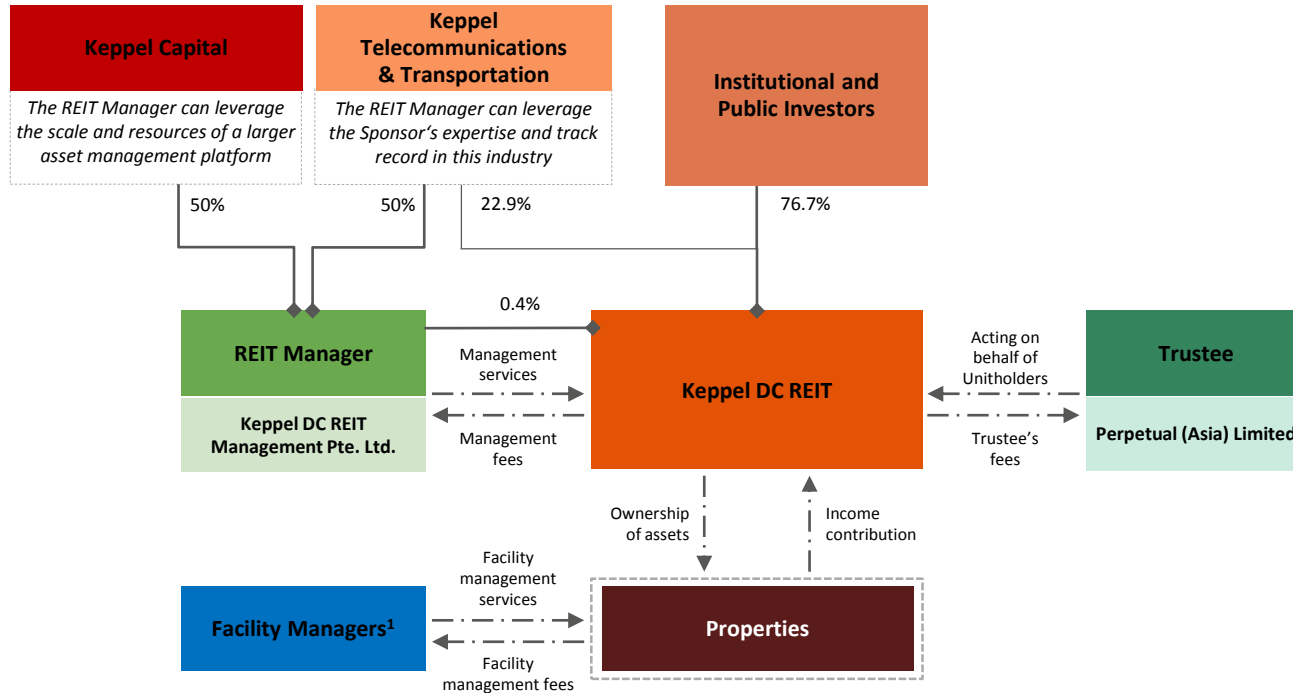 Keppel Capital
The REIT Manager can leverage
the scale and resources of a larger
asset management platform
Keppel
Telecommunications
& Transportation
The REIT Manager can leverage
the Sponsor‘s expertise and track
record in this industry
Institutional and
Public Investors
50%
50%
22.9%
76.7%
0.4%
REIT Manager
Keppel DC REIT
Management Pte. Ltd.
Management
services
Management
fees
Keppel DC REIT
Acting on
behalf of
Unitholders
Trustee's
fees
Trustee
Perpetual (Asia) Limited
Ownership
of assets
Income
contribution
Facility Managers¹
Facility
management
services
Facility
management fees
Properties